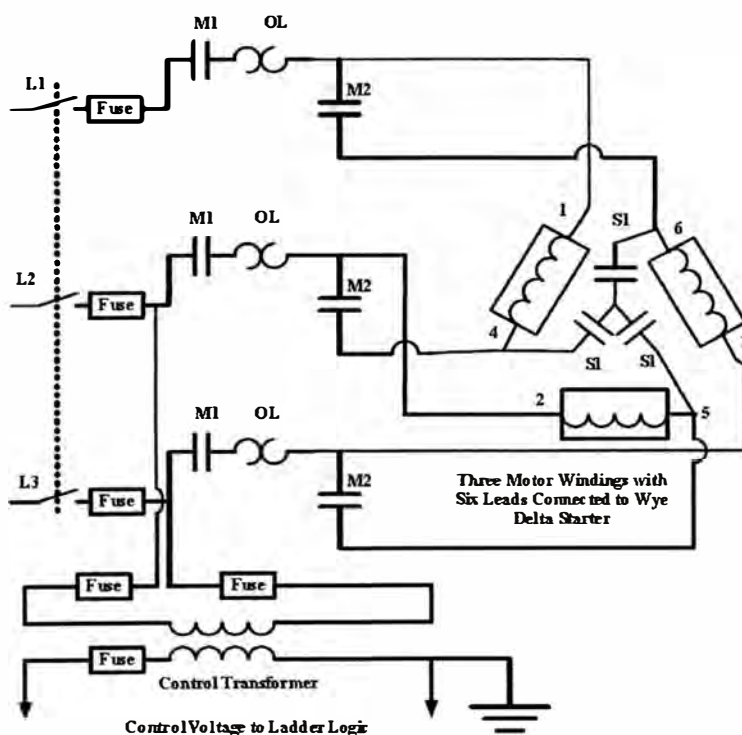 M1 OL
L1
Fuse
M2
M1 OL
1
S1
6
L2
Fuse
M2
4
S1
S1
M1 OL
2
5
L3
Fuse
M2
Three Motor Windings with
Six Leads Connected to Wye
Delta Starter
Fuse
Fuse
Fuse
Control Transformer
Control Voltage to Ladder Logic